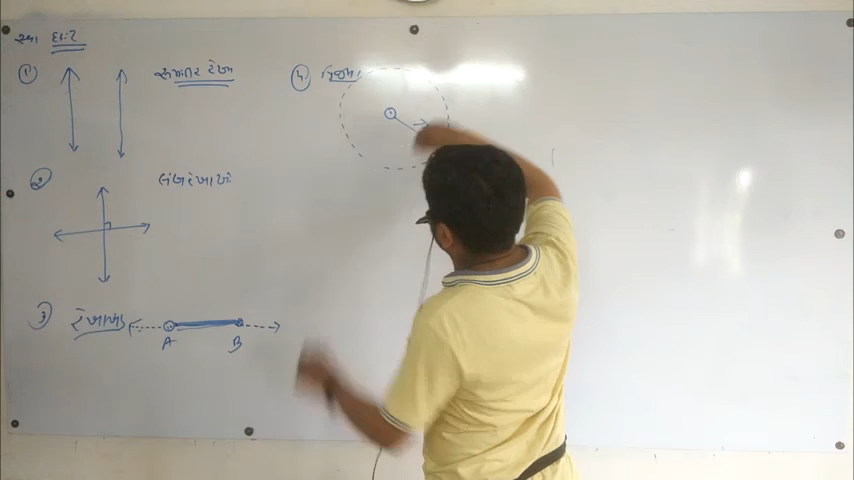 વ્યાખ્યા
①
સમાંતર રેખા
②
લંબરેખાઓ
③ રેખાખંડ
A B
④ ત્રિજ્યા